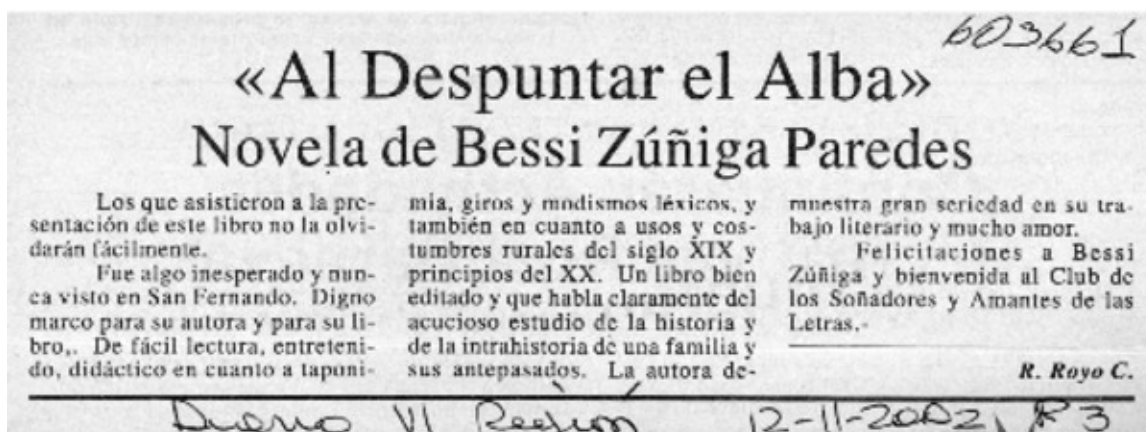 603661
«Al Despuntar el Alba»
Novela de Bessi Zúñiga Paredes
Los que asistieron a la pre-
sentación de este libro no la olvi-
darán fácilmente.
Fue algo inesperado y nun-
ca visto en San Fernando. Digno
marco para su autora y para su li-
bro,. De fácil lectura, entreteni-
do, didáctico en cuanto a taponi-
mia, giros y modismos léxicos, y
también en cuanto a usos y cos-
tumbres rurales del siglo XIX y
principios del XX. Un libro bien
editado y que habla claramente del
acucioso estudio de la historia y
de la intrahistoria de una familia y
sus antepasados. La autora de-
muestra gran seriedad en su tra-
bajo literario y mucho amor.
Felicitaciones a Bessi
Zúñiga y bienvenida al Club de
los Soñadores y Amantes de las
Letras.-
R. Royo C.
Diario VI Región 12-11-2002, P 3